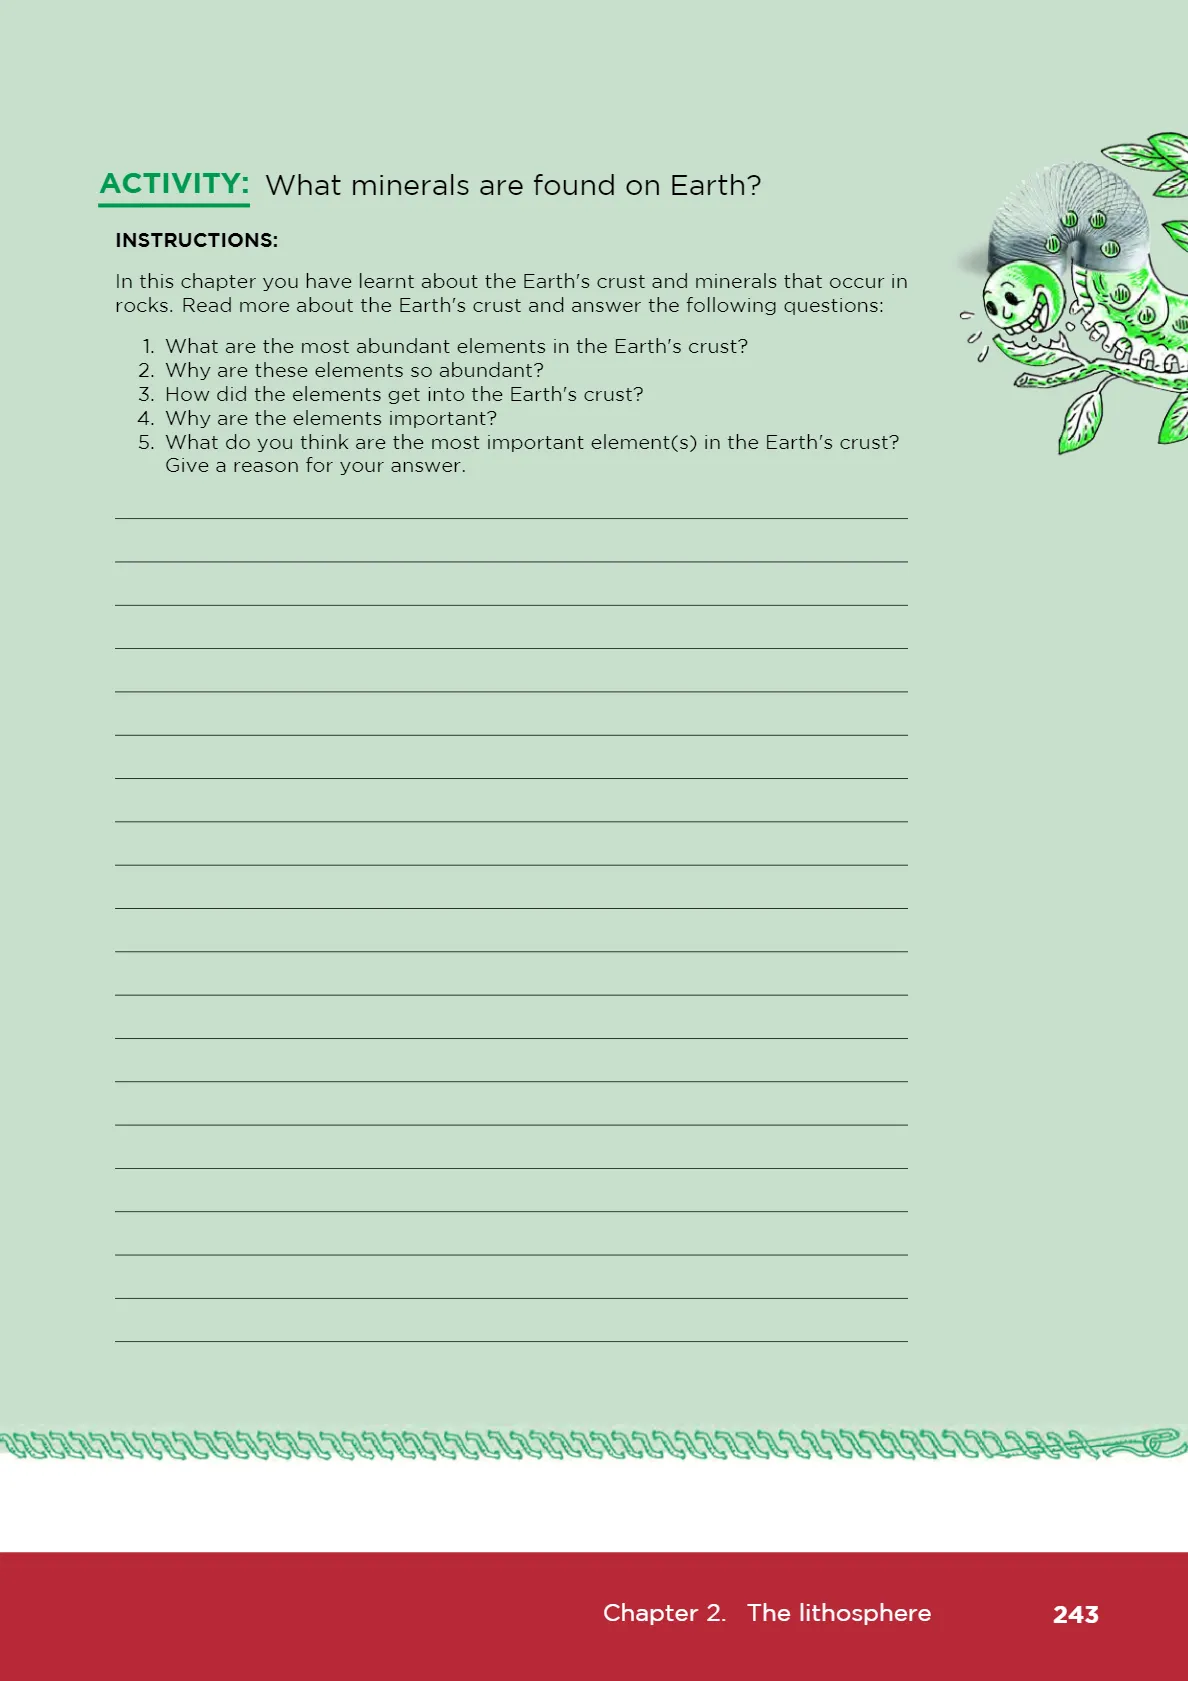 ACTIVITY: What minerals are found on Earth?
INSTRUCTIONS:
In this chapter you have learnt about the Earth's crust and minerals that occur in
rocks. Read more about the Earth's crust and answer the following questions:
1. What are the most abundant elements in the Earth's crust?
2. Why are these elements so abundant?
3. How did the elements get into the Earth's crust?
4. Why are the elements important?
5. What do you think are the most important element(s) in the Earth's crust?
Give a reason for your answer.
Chapter 2. The lithosphere 243